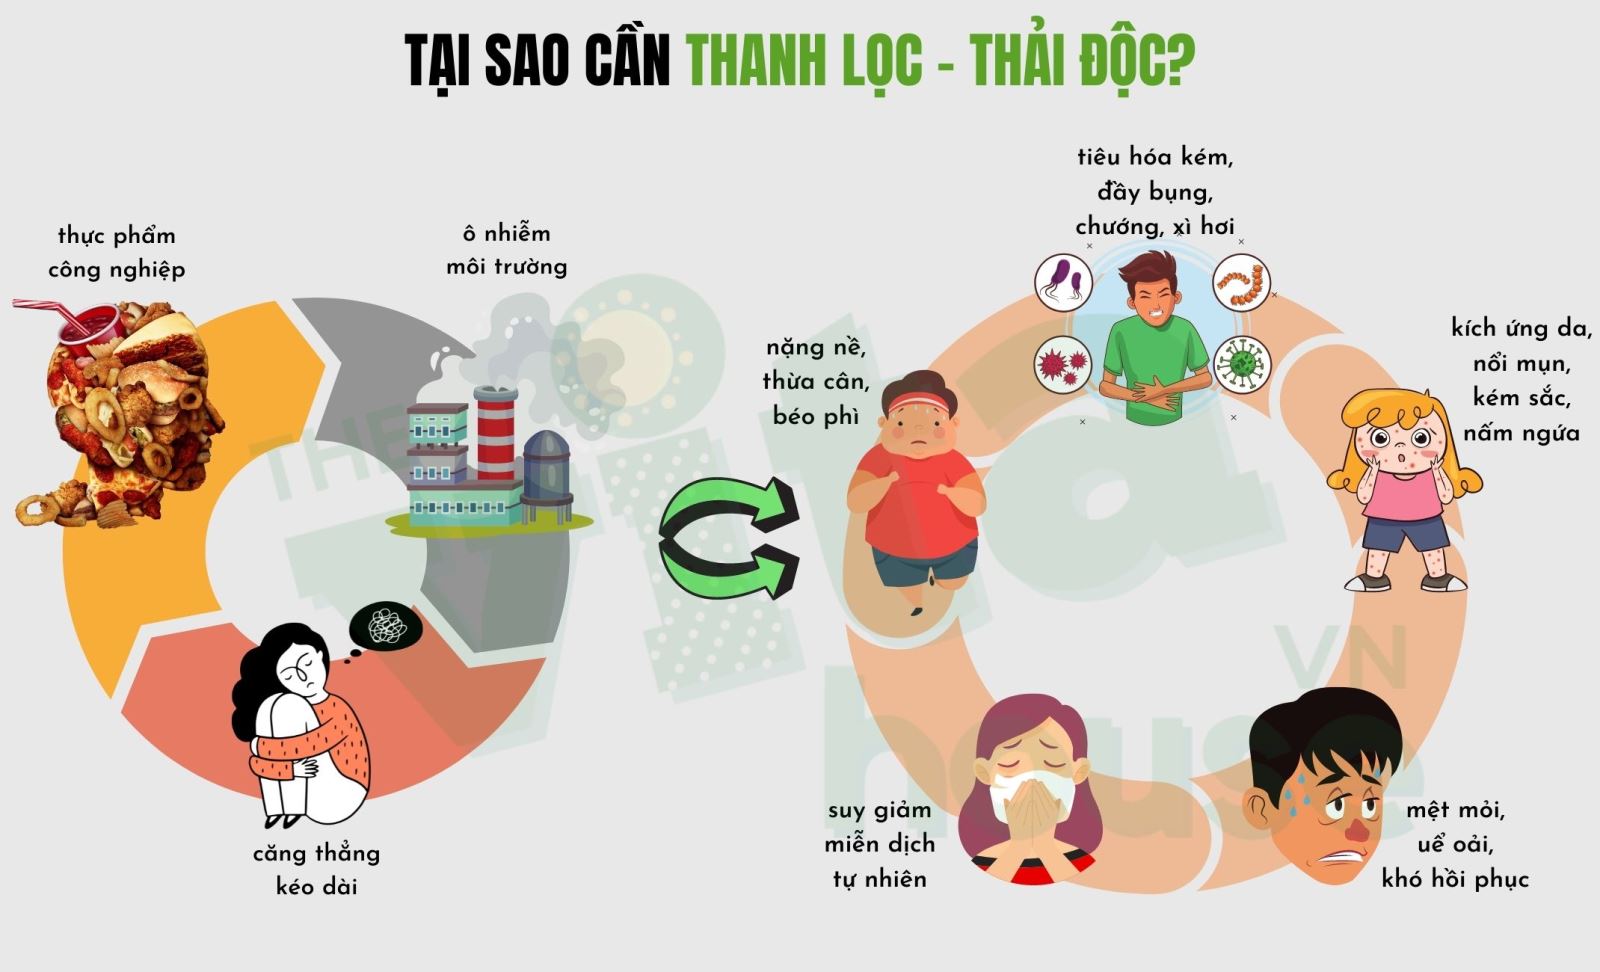 TẠI SAO CẦN THANH LỌC - THẢI ĐỘC?
thực phẩm
công nghiệp
ô nhiễm
môi trường
căng thẳng
kéo dài
nặng nề,
thừa cân,
béo phì
tiêu hóa kém,
đầy bụng,
chướng, xì hơi
kích ứng da,
nổi mụn,
kém sắc,
nấm ngứa
suy giảm
miễn dịch
tự nhiên
mệt mỏi,
uể oải,
khó hồi phục
THE
Vita
VN
house